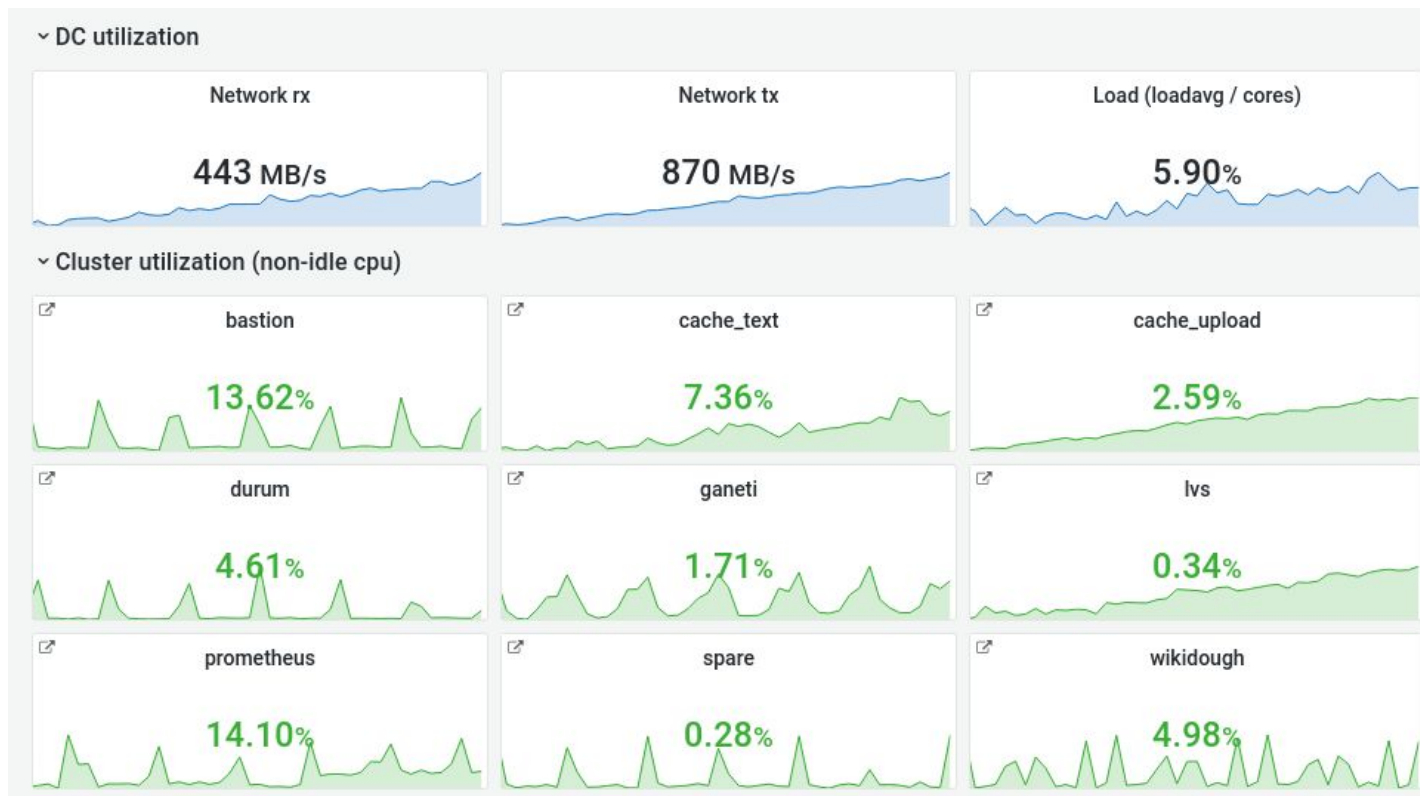 DC utilization
Network rx
Network tx
Load (loadavg / cores)
443 MB/s
870 MB/s
5.90%
Cluster utilization (non-idle cpu)
bastion
cache_text
cache_upload
13.62%
7.36%
2.59%
durum
ganeti
lvs
4.61%
1.71%
0.34%
prometheus
spare
wikidough
14.10%
0.28%
4.98%